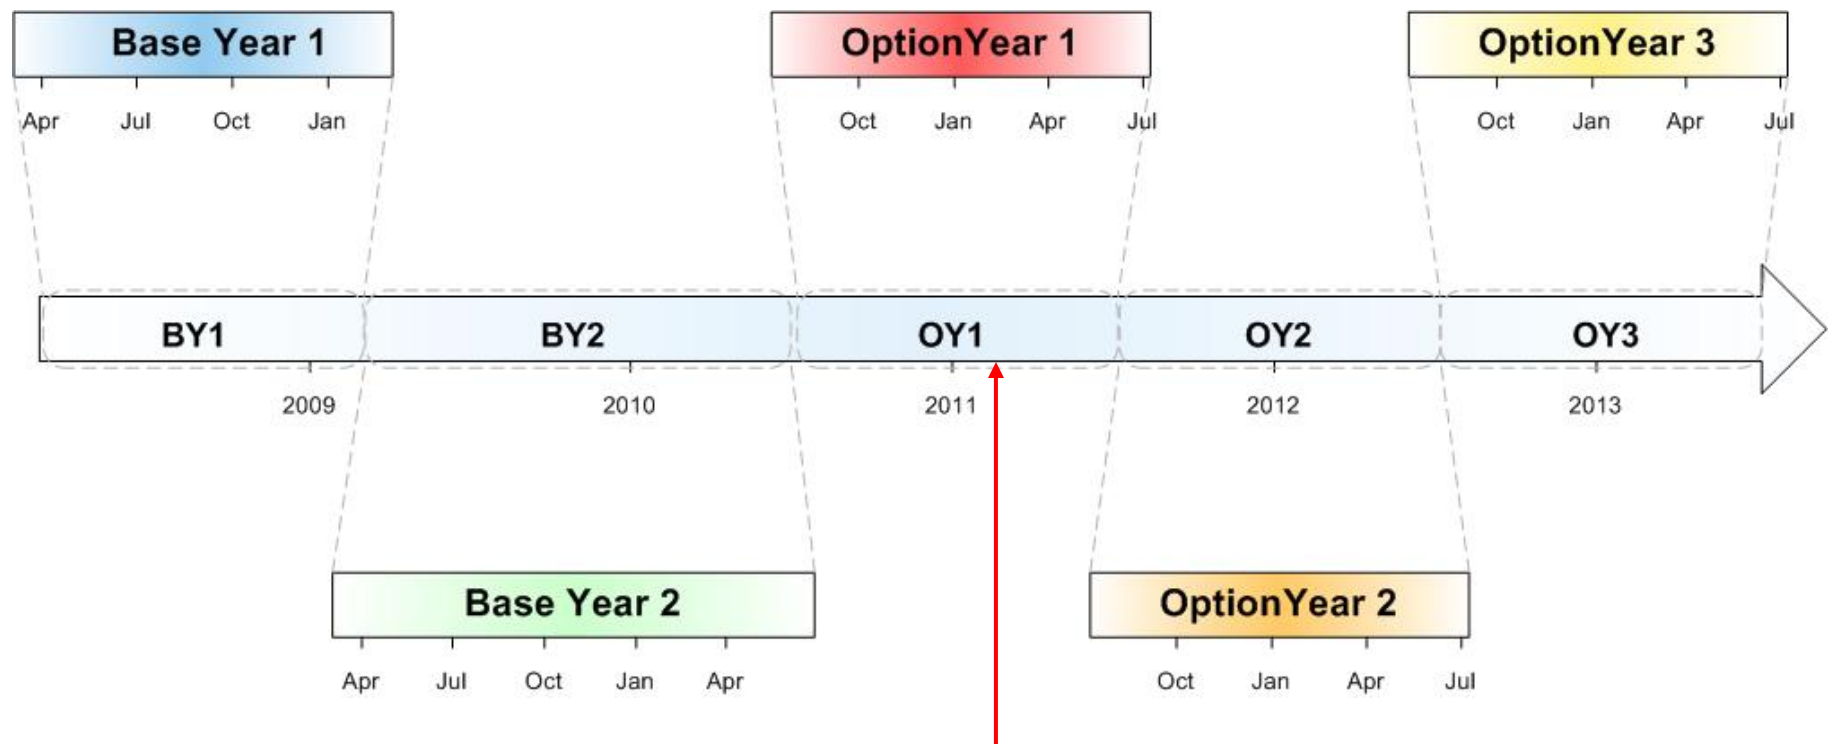 Base Year 1
OptionYear 1
OptionYear 3
Apr Jul Oct Jan
Oct Jan Apr Jul
Oct Jan Apr Jul
BY1 BY2 OY1 OY2 OY3
2009 2010 2011 2012 2013
Base Year 2
OptionYear 2
Apr Jul Oct Jan Apr
Oct Jan Apr Jul